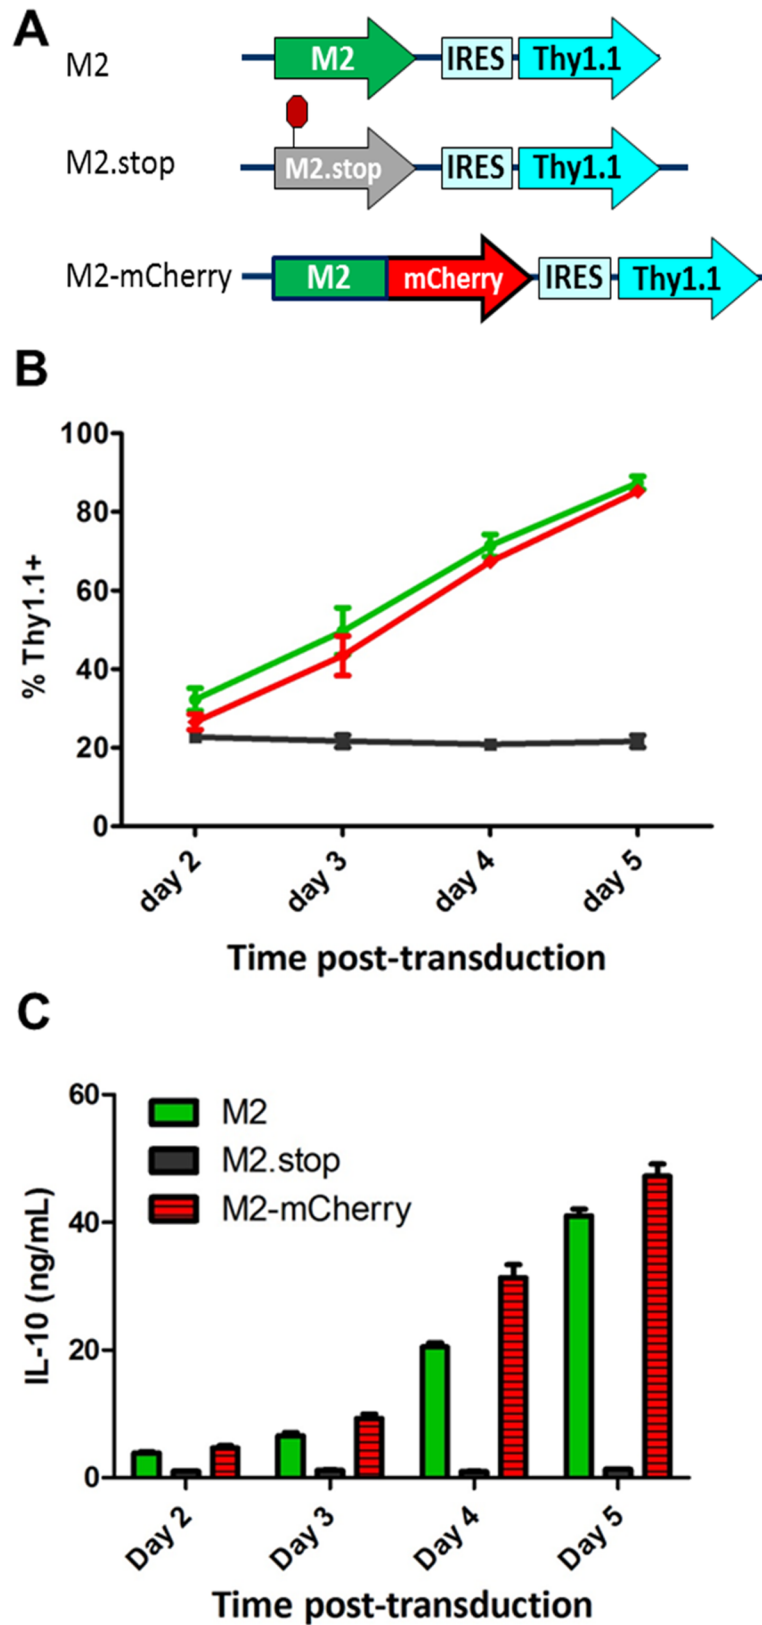 A
M2
M2 IRES Thy1.1
M2.stop
M2.stop IRES Thy1.1
M2-mCherry
M2 mCherry IRES Thy1.1
B
100
80
60
40
20
0
% Thy1.1+
day 2 day 3 day 4 day 5
Time post-transduction
C
60
40
20
0
IL-10 (ng/mL)
M2
M2.stop
M2-mCherry
Day 2 Day 3 Day 4 Day 5
Time post-transduction